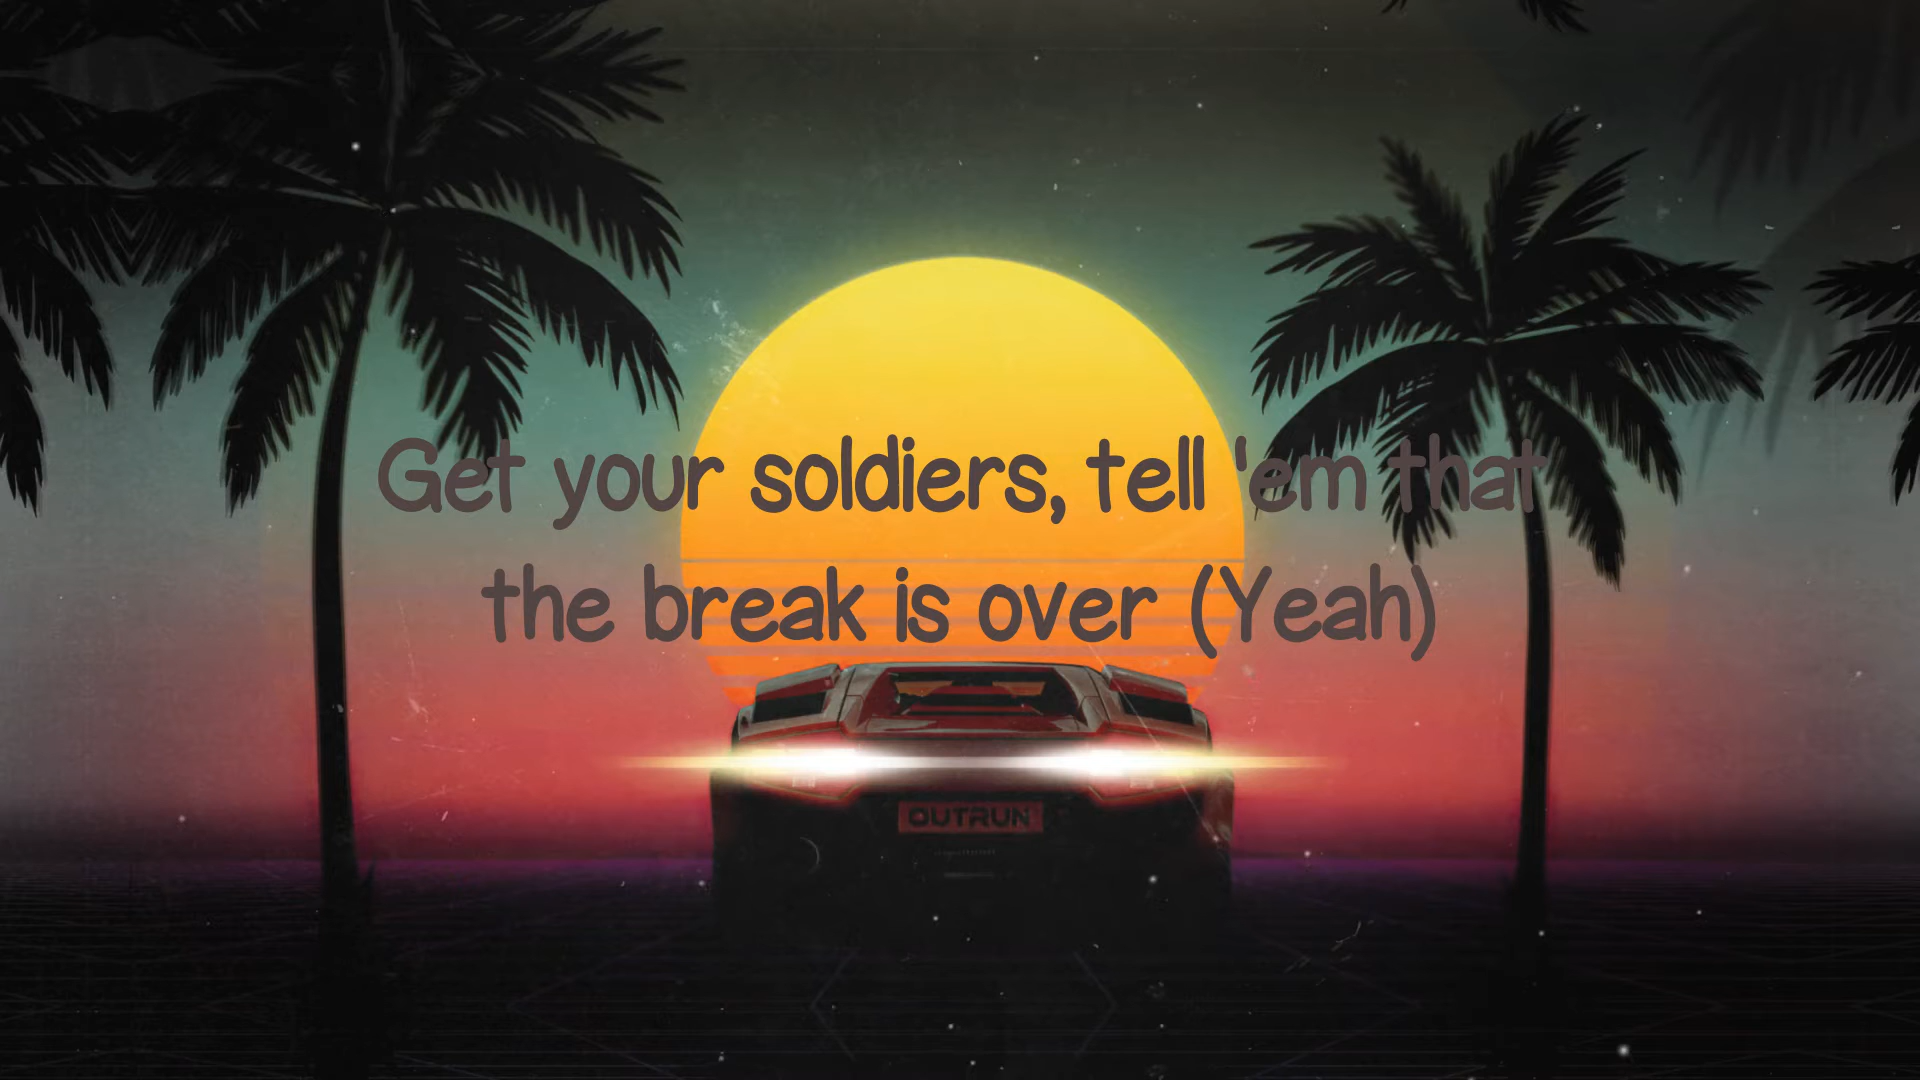 Get your soldiers, tell 'em that
the break is over (Yeah)
OUTRUN